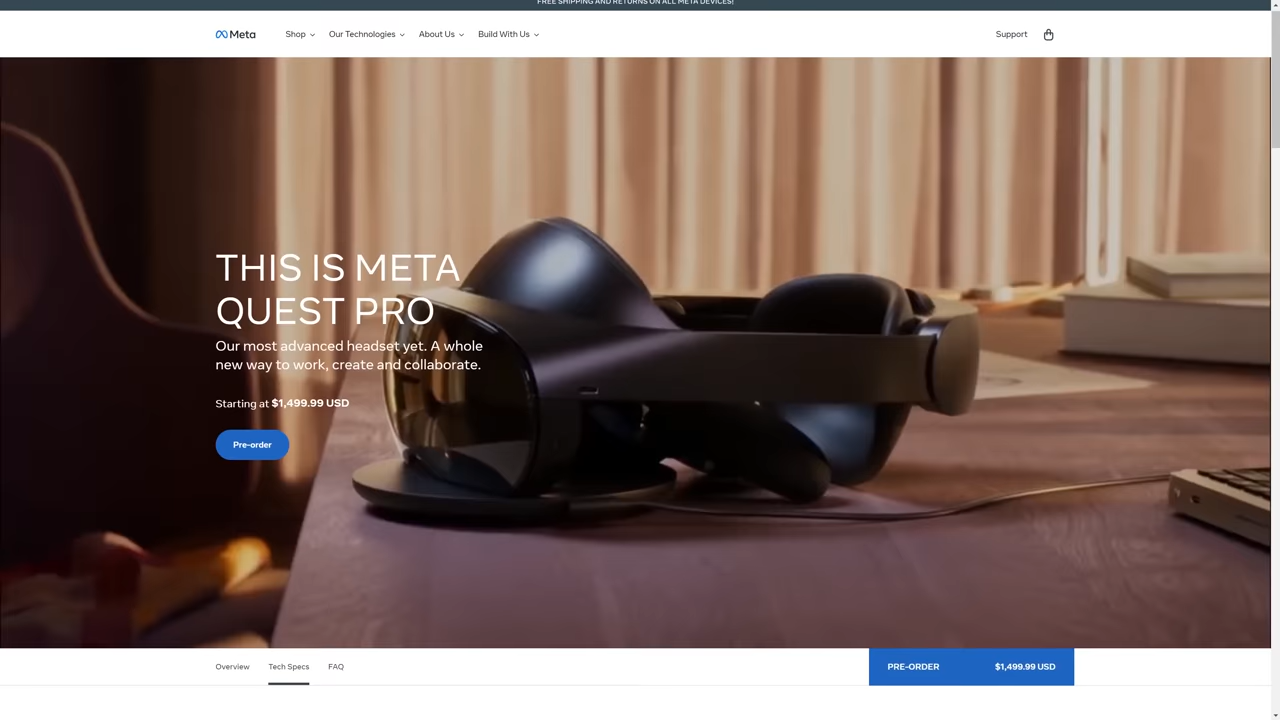 FREE SHIPPING AND RETURNS ON ALL META DEVICES!
Meta
Shop
Our Technologies
About Us
Build With Us
Support
THIS IS META
QUEST PRO
Our most advanced headset yet. A whole
new way to work, create and collaborate.
Starting at $1,499.99 USD
Pre-order
Overview
Tech Specs
FAQ
PRE-ORDER
$1,499.99 USD